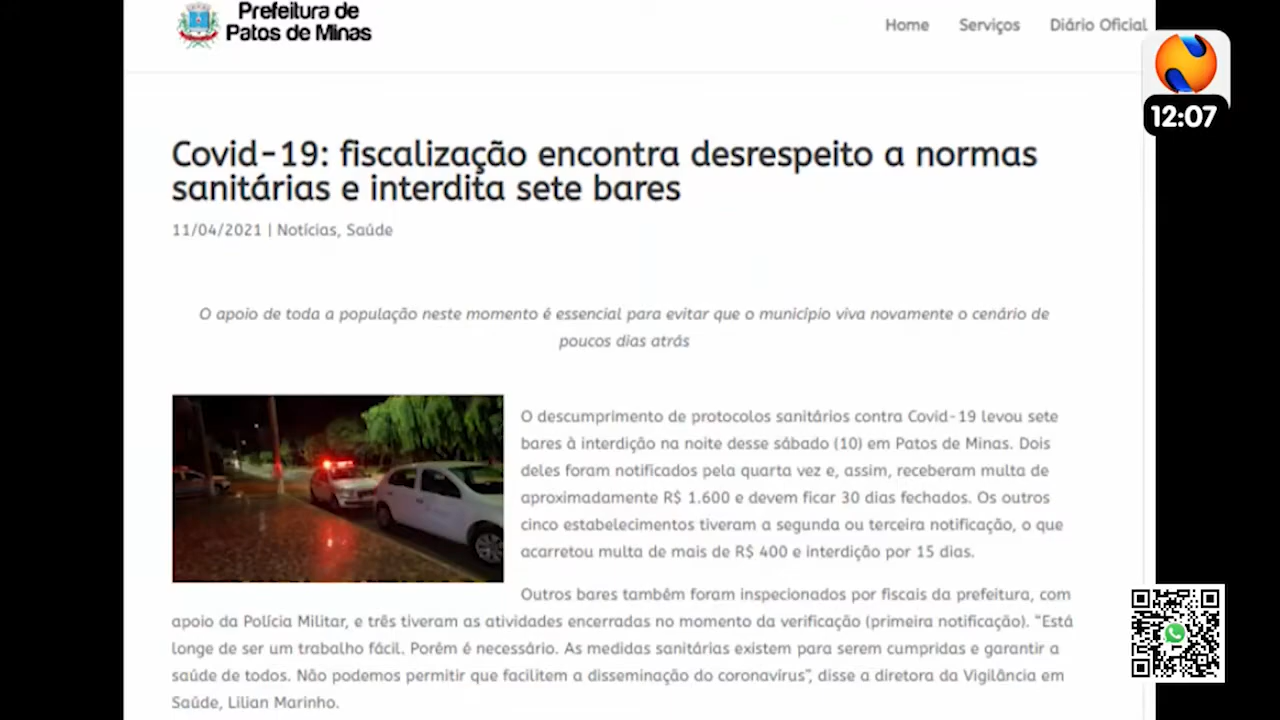 Prefeitura de
Patos de Minas
Home Serviços Diário Oficial
12:07
Covid-19: fiscalização encontra desrespeito a normas
sanitárias e interdita sete bares
11/04/2021 | Notícias, Saúde
O apoio de toda a população neste momento é essencial para evitar que o município viva novamente o cenário de
poucos dias atrás
O descumprimento de protocolos sanitários contra Covid-19 levou sete
bares à interdição na noite desse sábado (10) em Patos de Minas. Dois
deles foram notificados pela quarta vez e, assim, receberam multa de
aproximadamente R$ 1.600 e devem ficar 30 dias fechados. Os outros
cinco estabelecimentos tiveram a segunda ou terceira notificação, o que
acarretou multa de mais de R$ 400 e interdição por 15 dias.
Outros bares também foram inspecionados por fiscais da prefeitura, com
apoio da Polícia Militar, e três tiveram as atividades encerradas no momento da verificação (primeira notificação). “Está
longe de ser um trabalho fácil. Porém é necessário. As medidas sanitárias existem para serem cumpridas e garantir a
saúde de todos. Não podemos permitir que facilitem a disseminação do coronavírus”, disse a diretora da Vigilância em
Saúde, Lilian Marinho.